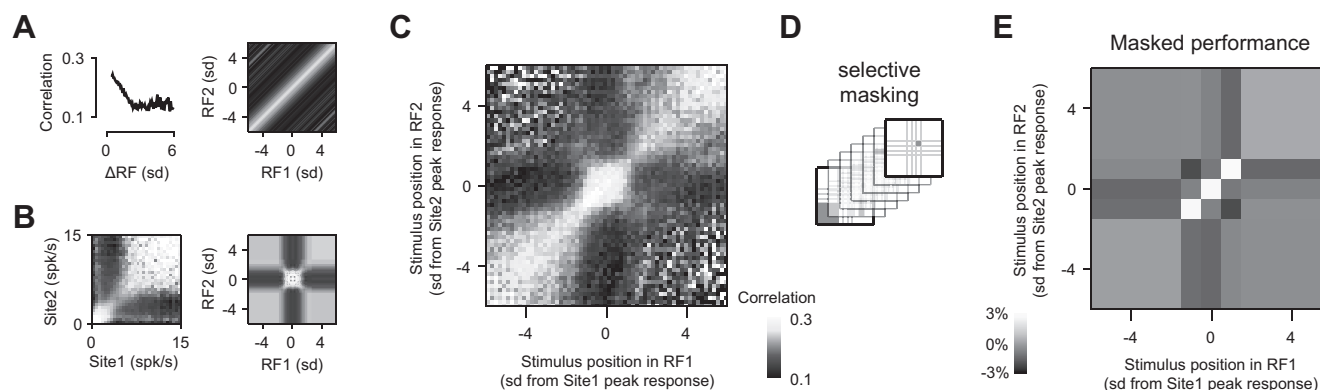 A
Correlation
0.3
0.1
0
6
ΔRF (sd)
RF2 (sd)
4
0
-4
-4
0
4
RF1 (sd)
B
Site2 (spk/s)
15
0
0
15
Site1 (spk/s)
RF2 (sd)
4
0
-4
-4
0
4
RF1 (sd)
C
Stimulus position in RF2
(sd from Site2 peak response)
4
0
-4
-4
0
4
Stimulus position in RF1
(sd from Site1 peak response)
Correlation
0.3
0.1
D
selective
masking
E
Masked performance
Stimulus position in RF2
(sd from Site2 peak response)
4
0
-4
-4
0
4
Stimulus position in RF1
(sd from Site1 peak response)
3%
0%
-3%